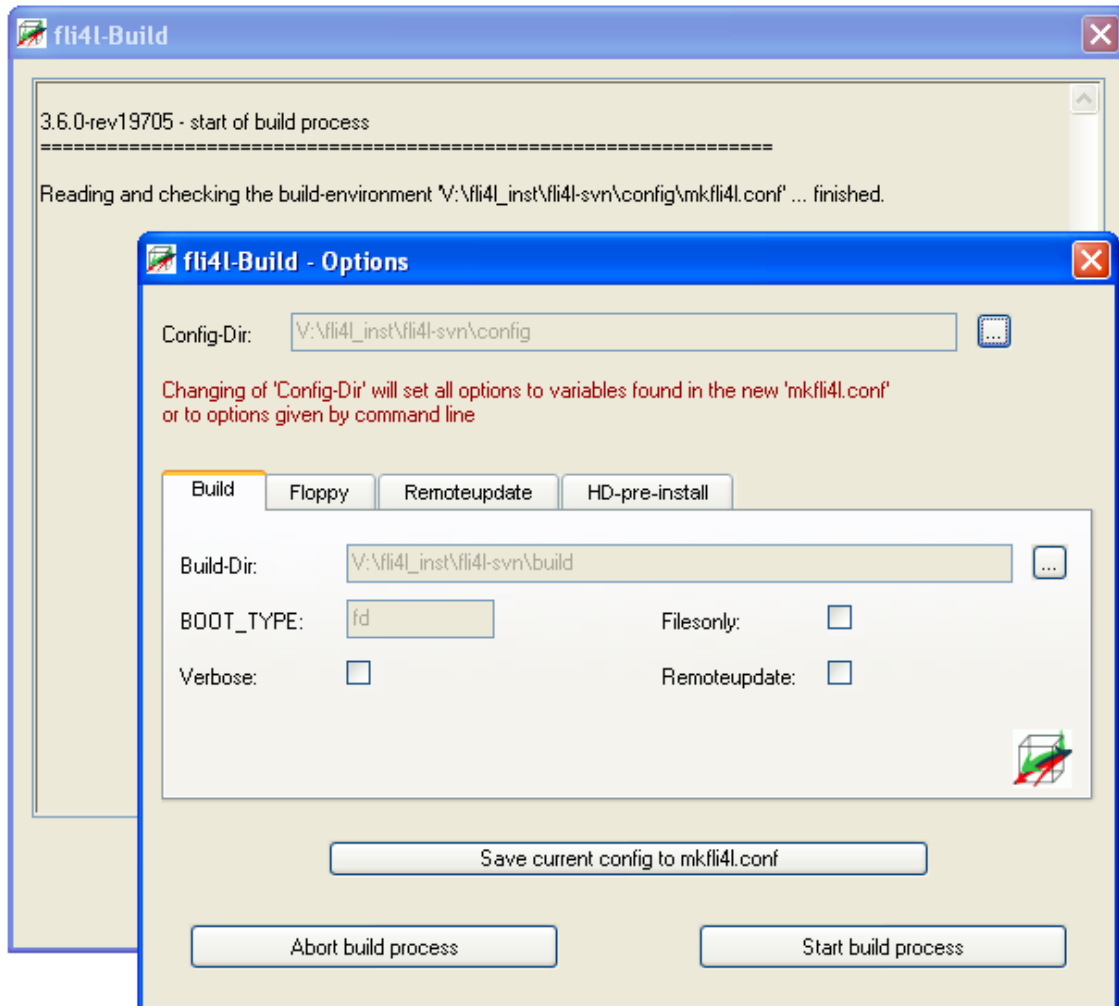 fli4l-Build
3.6.0-rev19705 - start of build process
==================================================================
Reading and checking the build-environment 'V:\fli4l_inst\fli4l-svn\config\mkfli4l.conf' ... finished.
fli4l-Build - Options
Config-Dir: V:\fli4l_inst\fli4l-svn\config ...
Changing of 'Config-Dir' will set all options to variables found in the new 'mkfli4l.conf'
or to options given by command line
Build Floppy Remoteupdate HD-pre-install
Build-Dir: V:\fli4l_inst\fli4l-svn\build ...
BOOT_TYPE: fd Filesonly:
Verbose: Remoteupdate:
Save current config to mkfli4l.conf
Abort build process Start build process